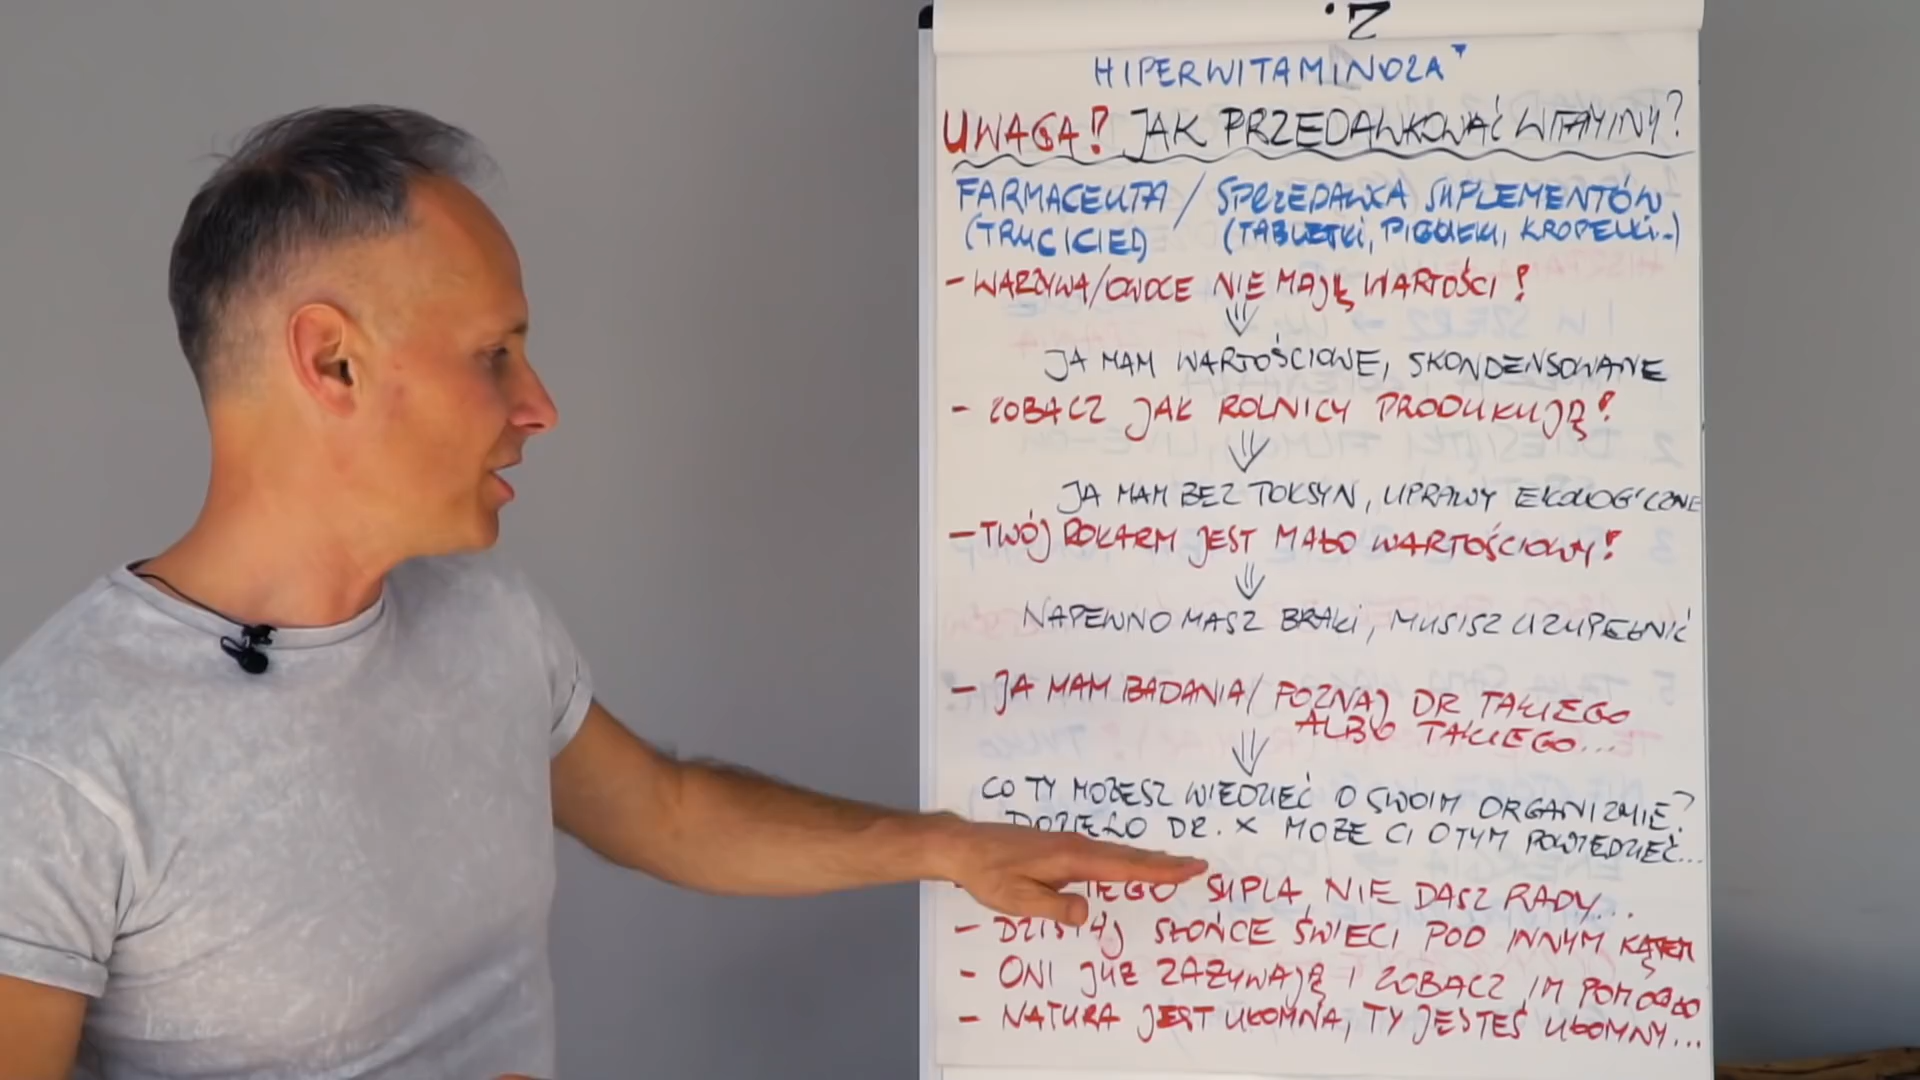 2.
HIPERWITAMINOZA
UWAGA! JAK PRZEDAWKOWAĆ WITAMINY?
FARMACEUTA / SPRZEDAWCA SUPLEMENTÓW
(TRUCICIEL) (TABLETKI, PIGUŁKI, KROPELKI..)
- WARZYWA/OWOCE NIE MAJĄ WARTOŚCI!
JA MAM WARTOŚCIOWE, SKONDENSOWANE
- ZOBACZ JAK ROLNICY PRODUKUJĄ!
JA MAM BEZ TOKSYN, UPRAWY EKOLOGICZNE
- TWÓJ POKARM JEST MAŁO WARTOŚCIOWY!
NAPEWNO MASZ BRAKI, MUSISZ UZUPEŁNIĆ
- JA MAM BADANIA/ POZNAJ DR TAKIEGO
ALBO TAKIEGO...
CO TY MOŻESZ WIEDZIEĆ O SWOIM ORGANIZMIE?
DOPIERO DR. X MOŻE CI O TYM POWIEDZIEĆ...
SUPLA, NIE DASZ RADY...
- DZISIAJ SŁOŃCE ŚWIECI POD INNYM KĄTEM
- ONI JUŻ ZAŻYWAJĄ I ZOBACZ IM POMOGŁO
- NATURA JEST UŁOMNA, TY JESTEŚ UŁOMNY...